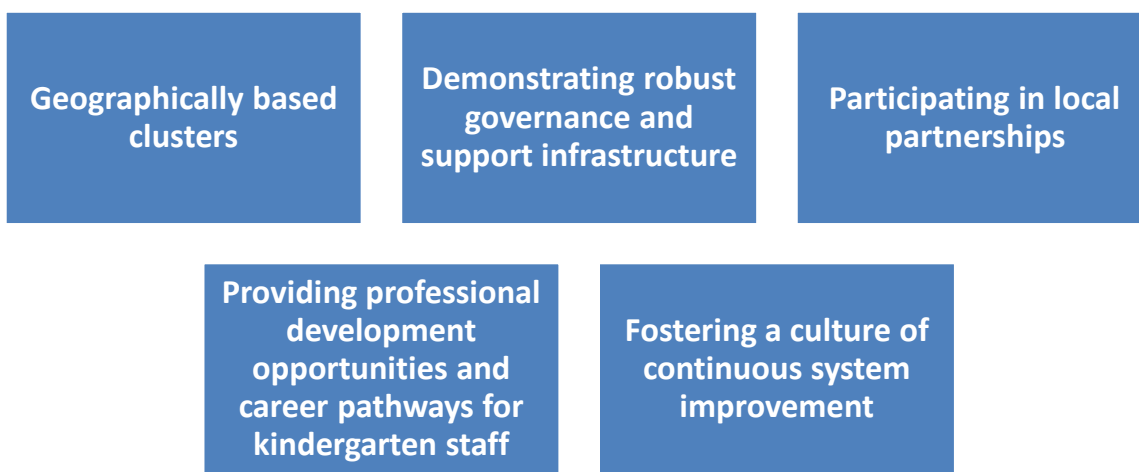 Geographically based
clusters
Demonstrating robust
governance and
support infrastructure
Participating in local
partnerships
Providing professional
development
opportunities and
career pathways for
kindergarten staff
Fostering a culture of
continuous system
improvement